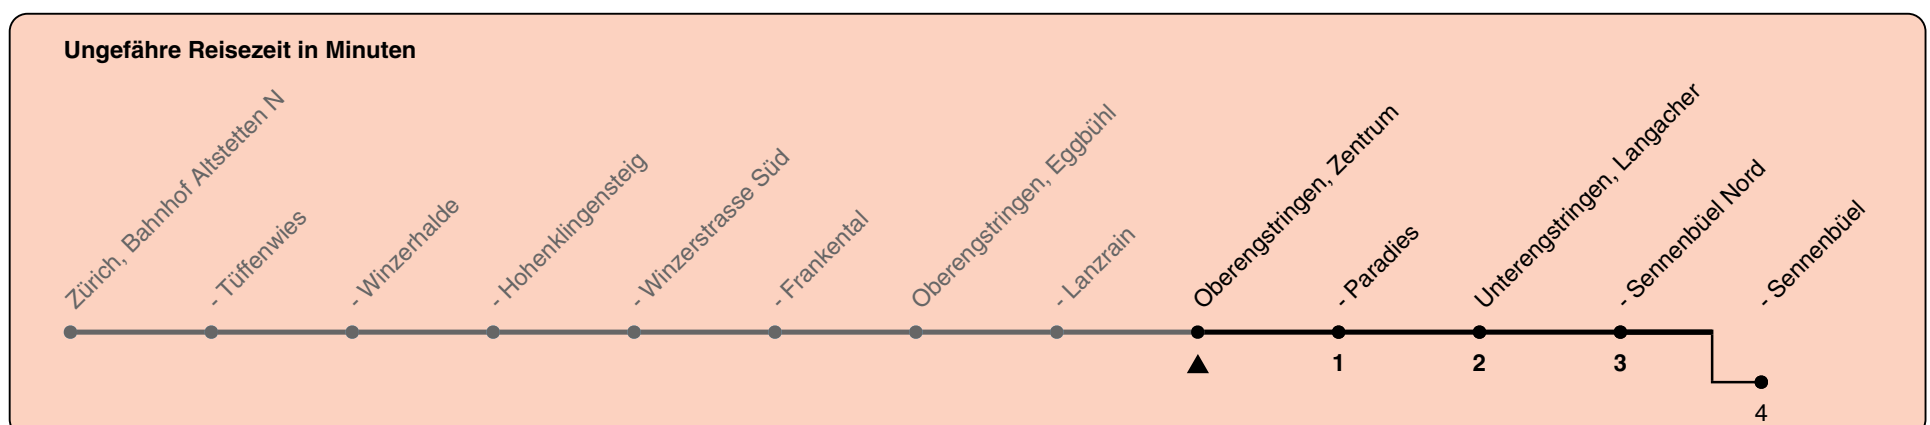 Ungefähre Reisezeit in Minuten
Zürich, Bahnhof Altstetten N
- Tüffenwies
- Winzerhalde
- Hohenklingensteig
- Winzerstrasse Süd
- Frankental
Oberengstringen, Eggbühl
- Lanzrain
Oberengstringen, Zentrum
- Paradies
Unterengstringen, Langacher
- Sennenbüel Nord
- Sennenbüel
1
2
3
4